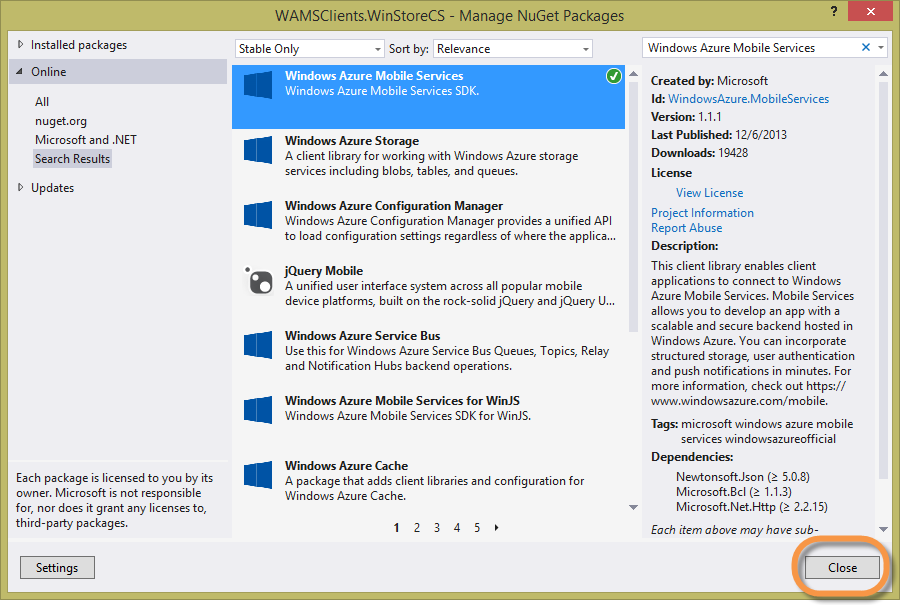 WAMSClients.WinStoreCS - Manage NuGet Packages
?
Installed packages
Online
All
nuget.org
Microsoft and .NET
Search Results
Updates
Each package is licensed to you by its
owner. Microsoft is not responsible
for, nor does it grant any licenses to,
third-party packages.
Settings
Stable Only
Sort by: Relevance
Windows Azure Mobile Services
Windows Azure Mobile Services SDK.
Windows Azure Storage
A client library for working with Windows Azure storage
services including blobs, tables, and queues.
Windows Azure Configuration Manager
Windows Azure Configuration Manager provides a unified API
to load configuration settings regardless of where the applica...
jQuery Mobile
A unified user interface system across all popular mobile
device platforms, built on the rock-solid jQuery and jQuery U...
Windows Azure Service Bus
Use this for Windows Azure Service Bus Queues, Topics, Relay
and Notification Hubs backend operations.
Windows Azure Mobile Services for WinJS
Windows Azure Mobile Services SDK for WinJS.
Windows Azure Cache
A package that adds client libraries and configuration for
Windows Azure Cache.
1 2 3 4 5
Windows Azure Mobile Services
Created by: Microsoft
Id: WindowsAzure.MobileServices
Version: 1.1.1
Last Published: 12/6/2013
Downloads: 19428
License
View License
Project Information
Report Abuse
Description:
This client library enables client
applications to connect to Windows
Azure Mobile Services. Mobile Services
allows you to develop an app with a
scalable and secure backend hosted in
Windows Azure. You can incorporate
structured storage, user authentication
and push notifications in minutes. For
more information, check out https://
www.windowsazure.com/mobile.
Tags: microsoft windows azure mobile
services windowsazureofficial
Dependencies:
Newtonsoft.Json (≥ 5.0.8)
Microsoft.Bcl (≥ 1.1.3)
Microsoft.Net.Http (≥ 2.2.15)
Each item above may have sub-
Close